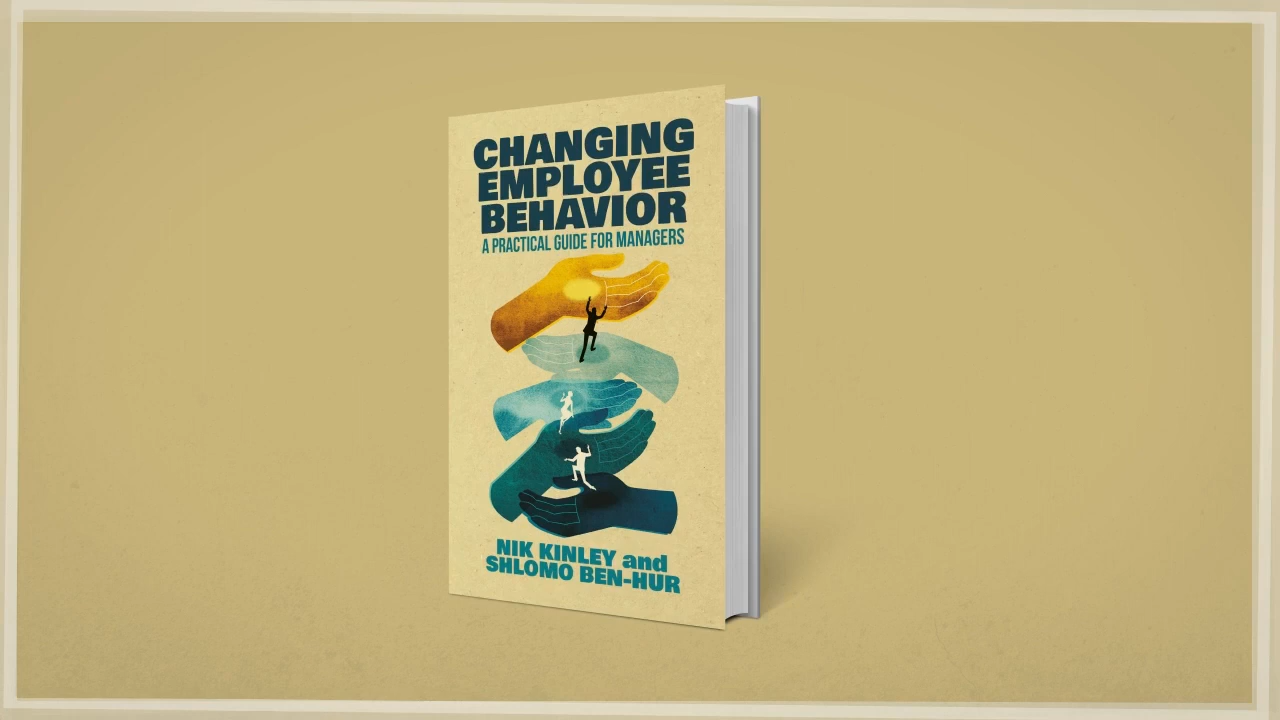 CHANGING
EMPLOYEE
BEHAVIOR
A PRACTICAL GUIDE FOR MANAGERS
NIK KINLEY and
SHLOMO BEN-HUR